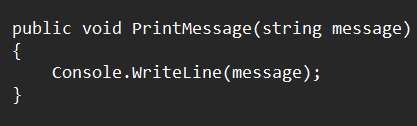 public void PrintMessage(string message)
{
    Console.WriteLine(message);
}